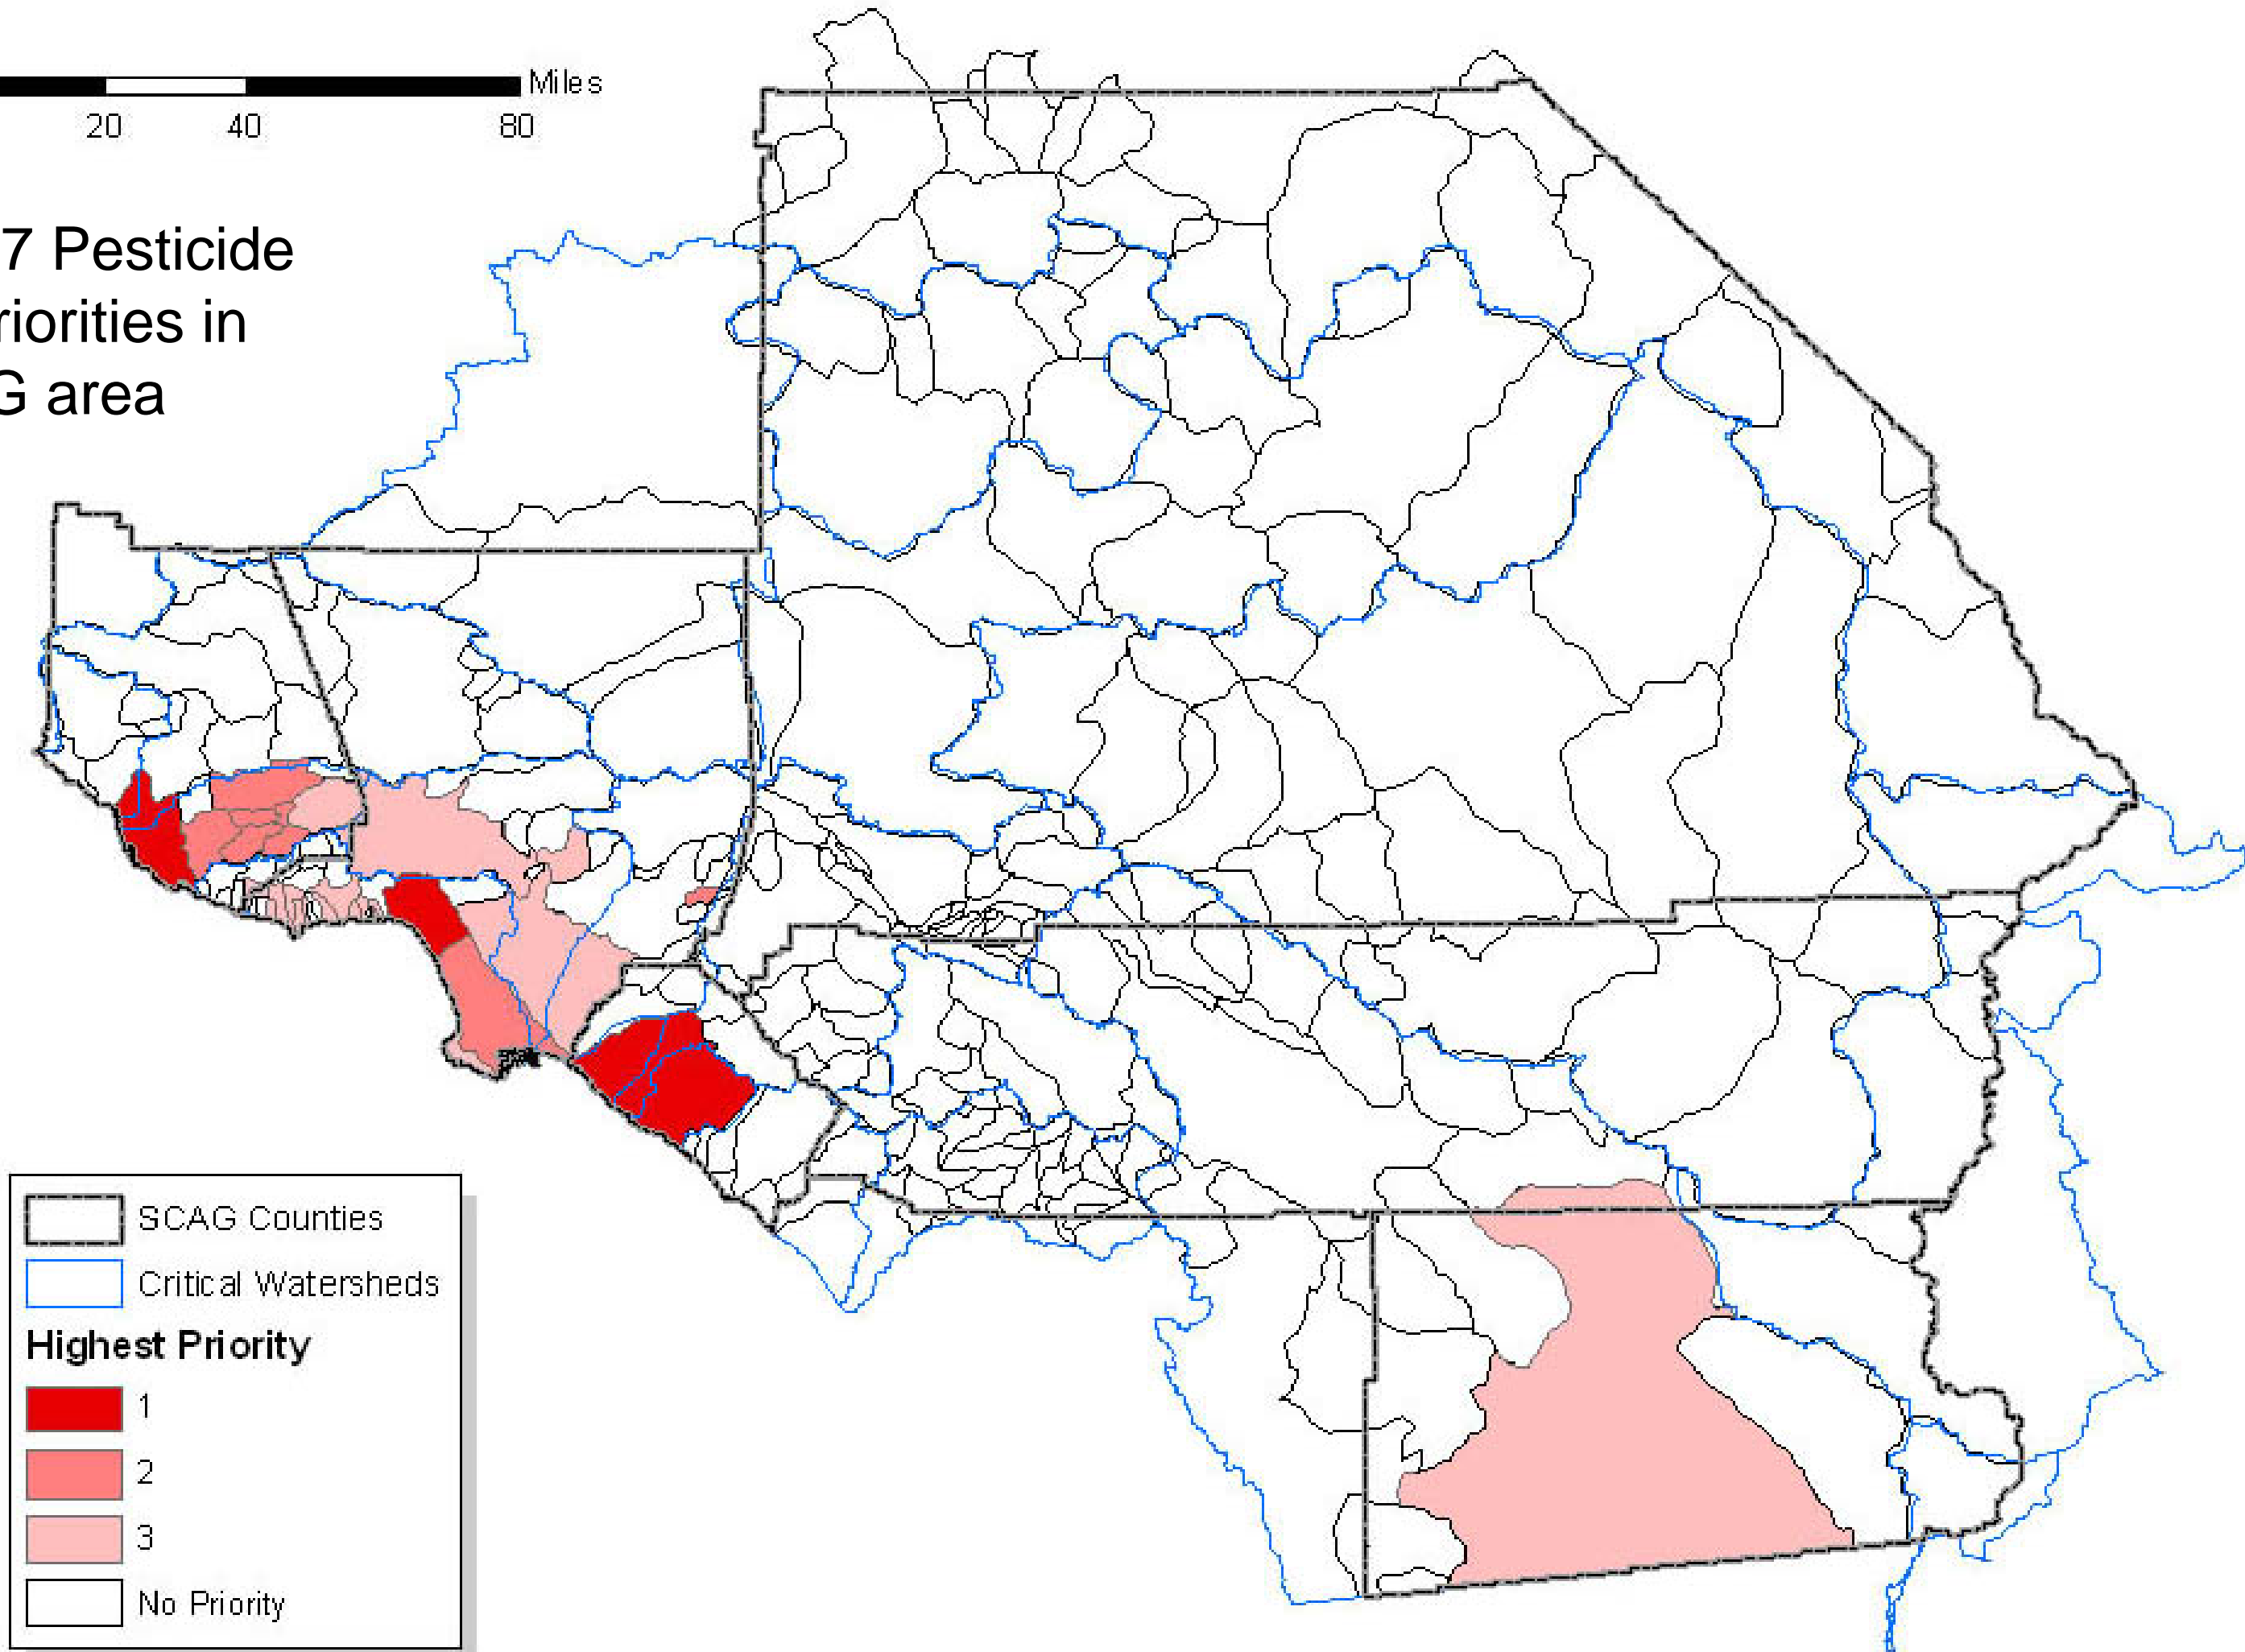 Miles
20 40 80
7 Pesticide
riorities in
G area
SCAG Counties
Critical Watersheds
Highest Priority
1
2
3
No Priority